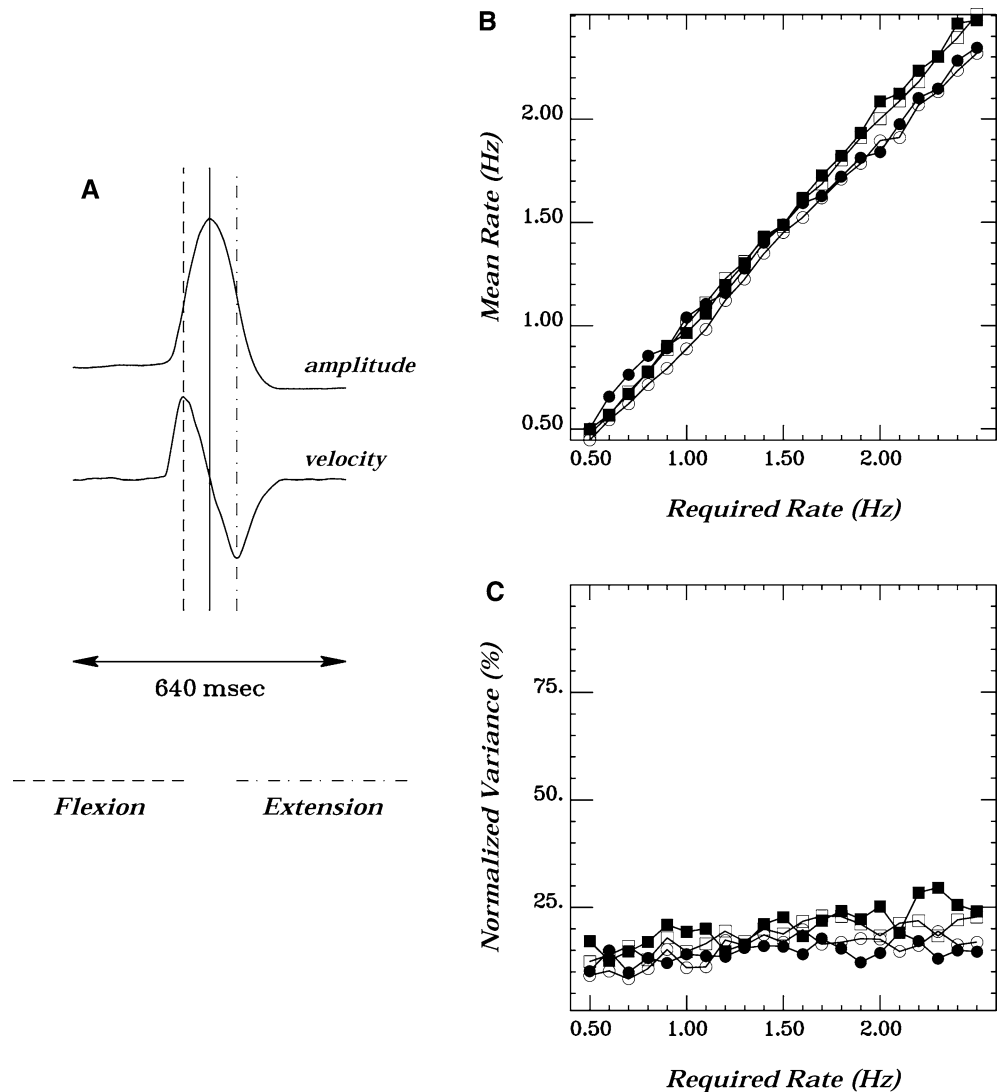 A
amplitude
velocity
640 msec
Flexion
Extension
B
Mean Rate (Hz)
2.00
1.50
1.00
0.50
0.50
1.00
1.50
2.00
Required Rate (Hz)
C
Normalized Variance (%)
75.
50.
25.
0.50
1.00
1.50
2.00
Required Rate (Hz)